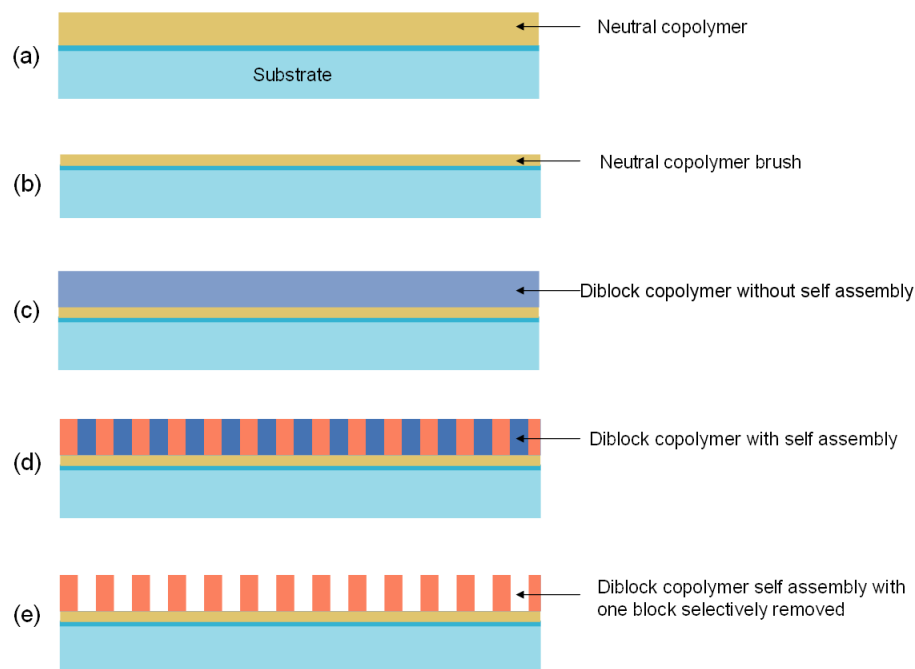 (a)
Neutral copolymer
Substrate
(b)
Neutral copolymer brush
(c)
Diblock copolymer without self assembly
(d)
Diblock copolymer with self assembly
(e)
Diblock copolymer self assembly with
one block selectively removed